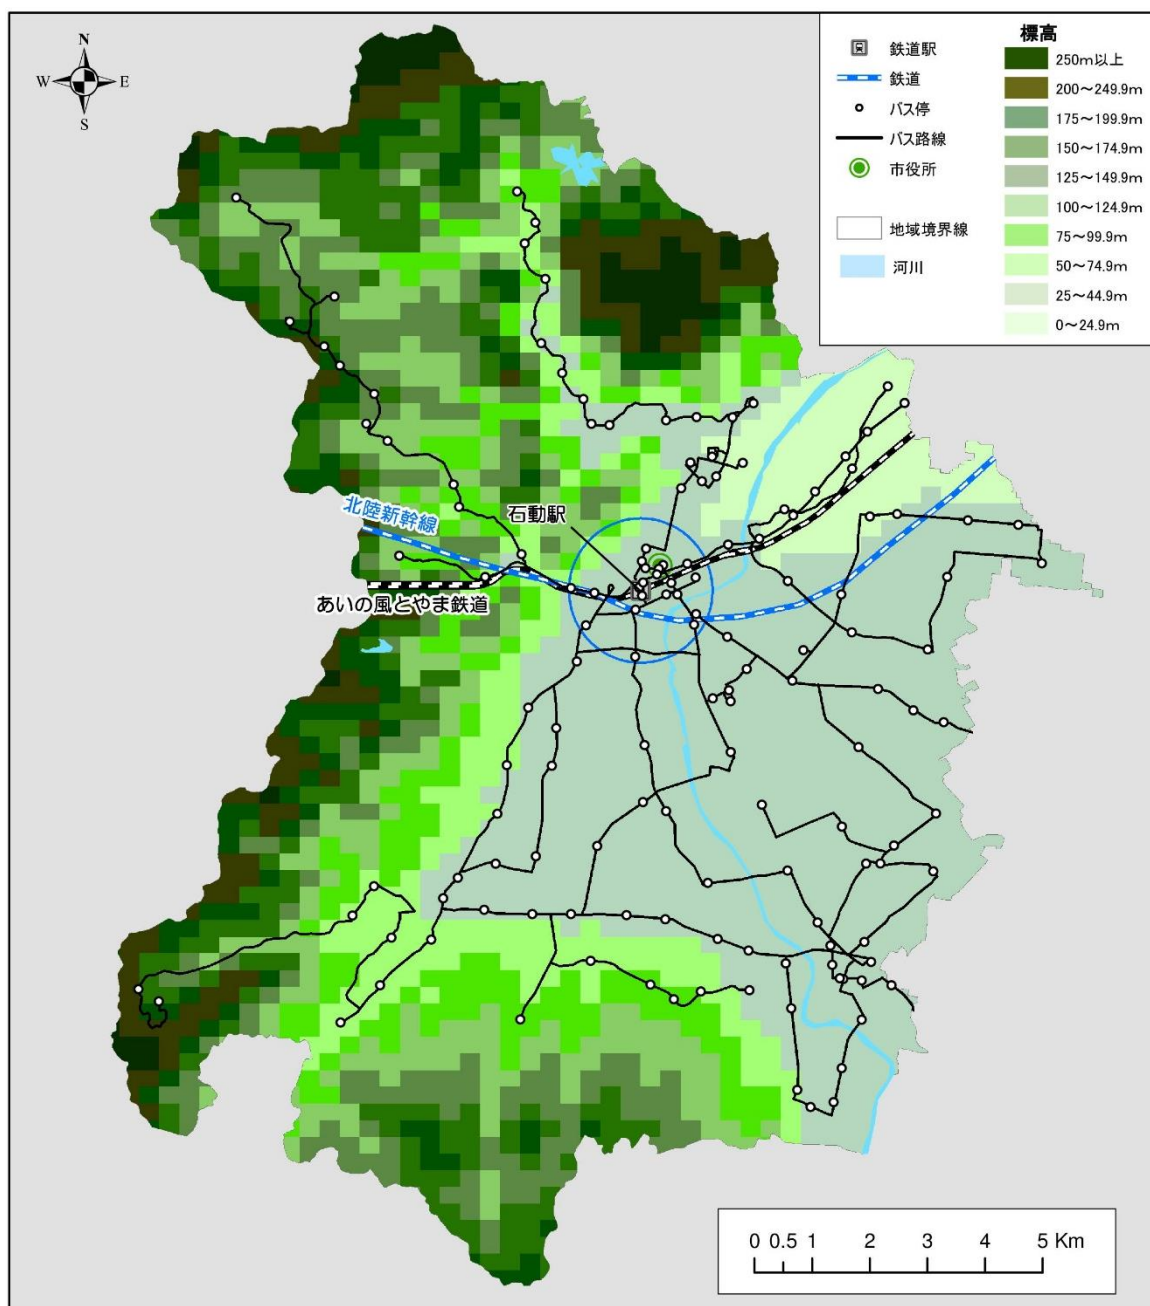 N
W E
S
鉄道駅
鉄道
バス停
バス路線
市役所
地域境界線
河川
標高
250m以上
200～249.9m
175～199.9m
150～174.9m
125～149.9m
100～124.9m
75～99.9m
50～74.9m
25～44.9m
0～24.9m
北陸新幹線
石動駅
あいの風とやま鉄道
0 0.5 1 2 3 4 5 Km